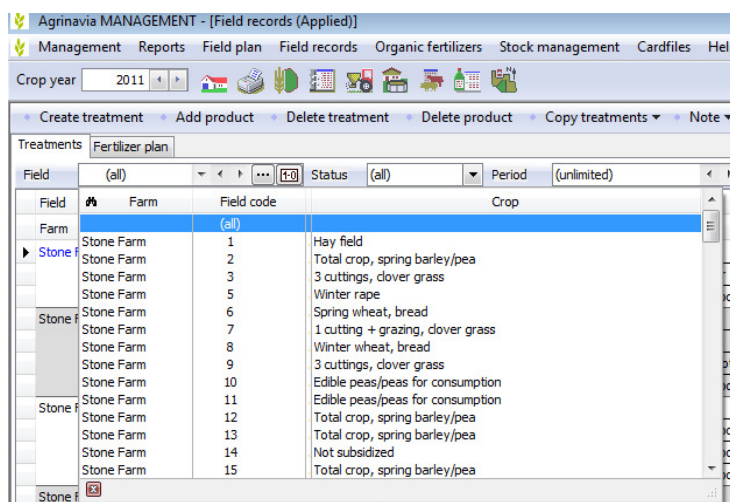 Agrinavia MANAGEMENT - [Field records (Applied)]
Management Reports Field plan Field records Organic fertilizers Stock management Cardfiles Hel
Crop year 2011
Create treatment Add product Delete treatment Delete product Copy treatments Note
Treatments Fertilizer plan
Field (all) ... 1-0 Status (all) Period (unlimited)
Field Farm Field code Crop
Farm (all)
Stone F Stone Farm 1 Hay field
Stone Farm 2 Total crop, spring barley/pea
Stone Farm 3 3 cuttings, clover grass
Stone Farm 5 Winter rape
Stone F Stone Farm 6 Spring wheat, bread
Stone Farm 7 1 cutting + grazing, clover grass
Stone Farm 8 Winter wheat, bread
Stone Farm 9 3 cuttings, clover grass
Stone Farm 10 Edible peas/peas for consumption
Stone Farm 11 Edible peas/peas for consumption
Stone F Stone Farm 12 Total crop, spring barley/pea
Stone Farm 13 Total crop, spring barley/pea
Stone Farm 14 Not subsidized
Stone Farm 15 Total crop, spring barley/pea
Stone F